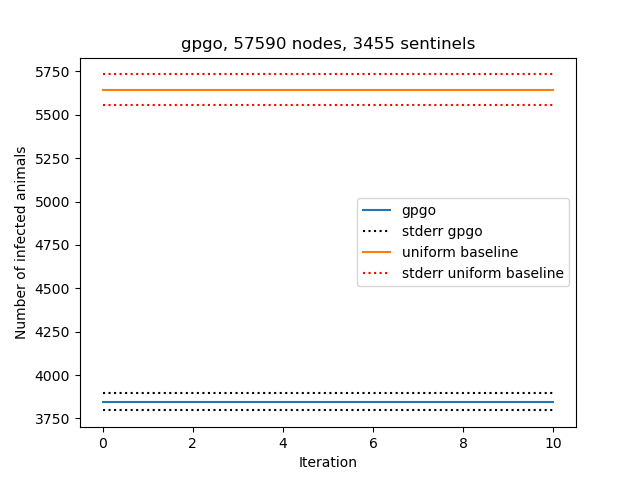 gpgo, 57590 nodes, 3455 sentinels
Number of infected animals
5750
5500
5250
5000
4750
4500
4250
4000
3750
gpgo
stderr gpgo
uniform baseline
stderr uniform baseline
0 2 4 6 8 10
Iteration